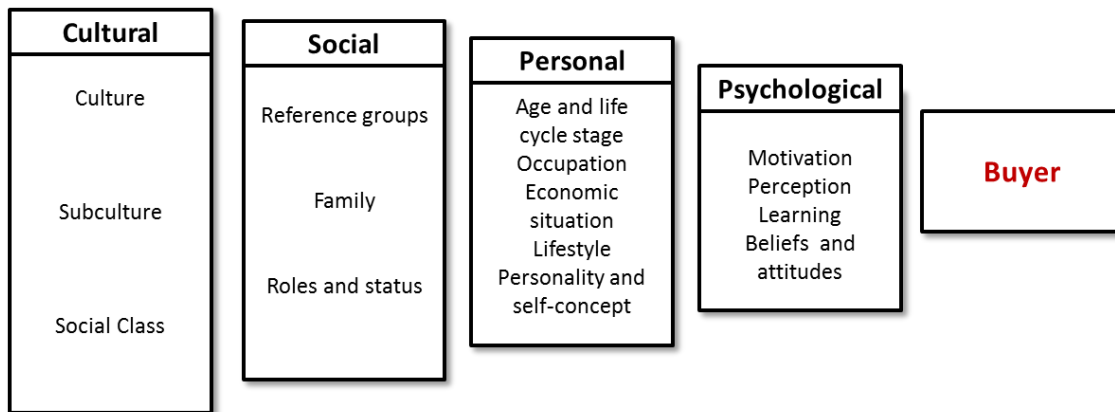 Cultural
Culture
Subculture
Social Class
Social
Reference groups
Family
Roles and status
Personal
Age and life
cycle stage
Occupation
Economic
situation
Lifestyle
Personality and
self-concept
Psychological
Motivation
Perception
Learning
Beliefs and
attitudes
Buyer